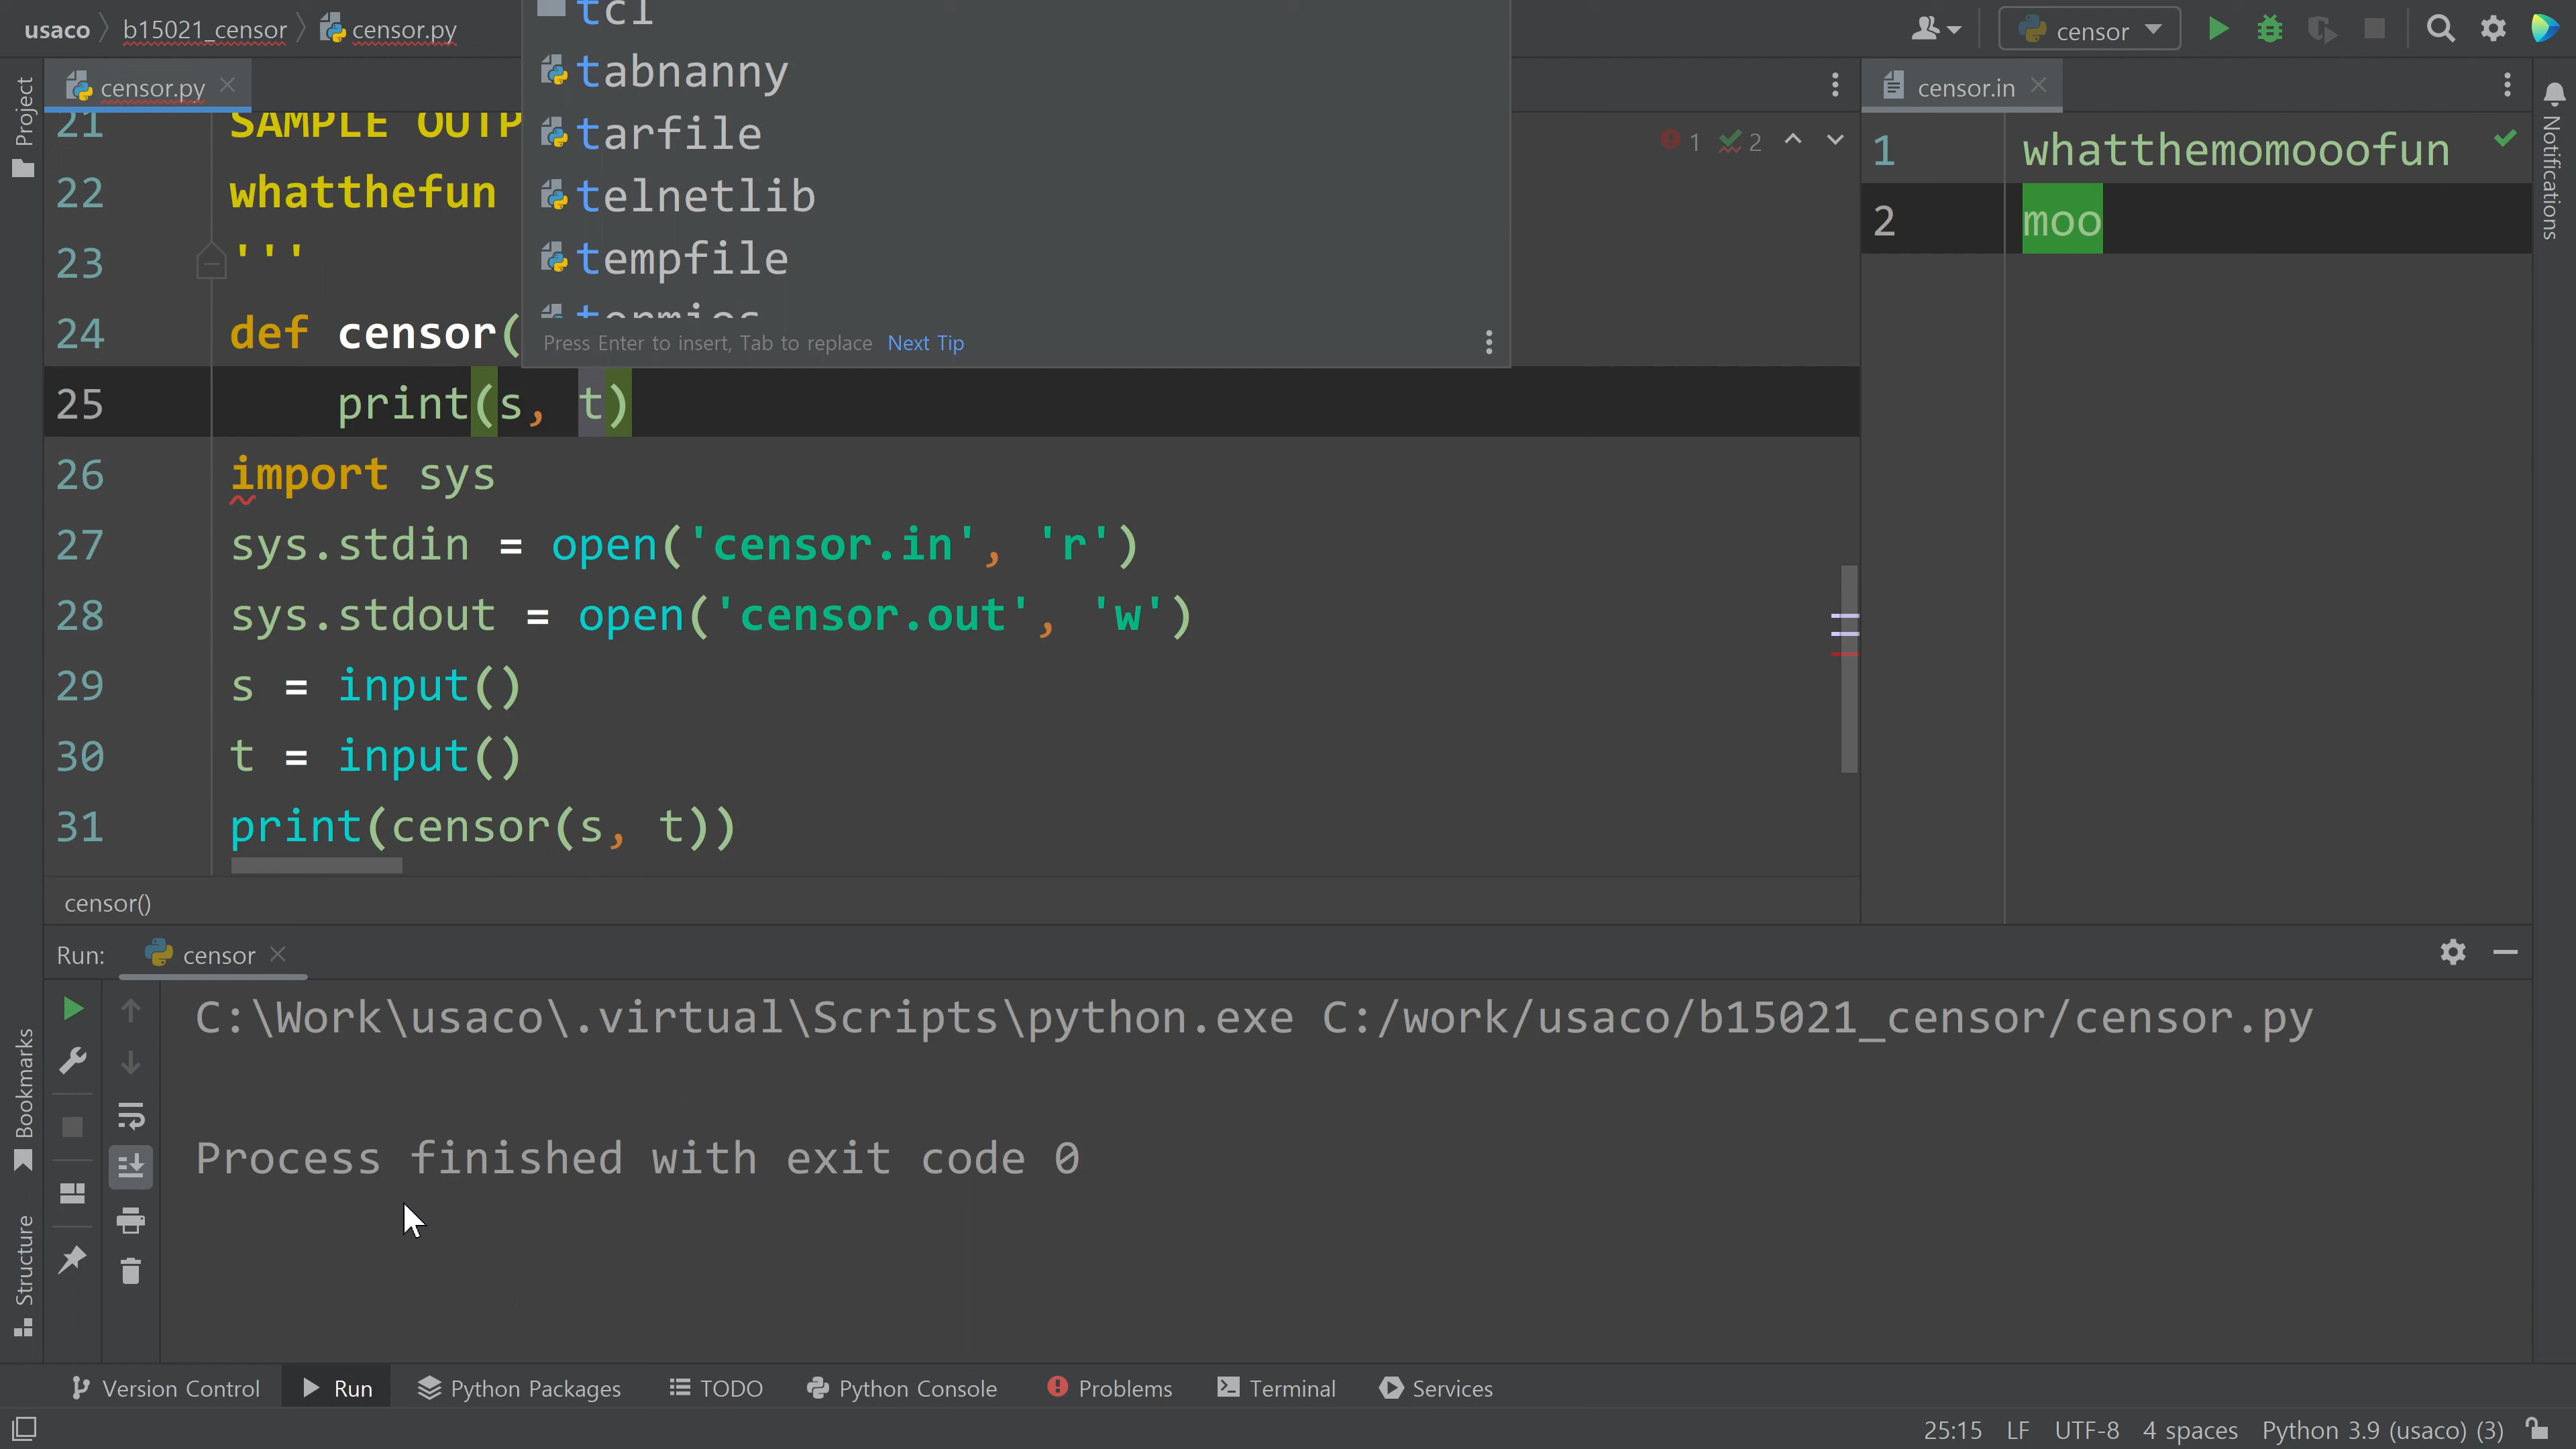 usaco
b15021_censor
censor.py
censor
Project
censor.py
censor.in
Notifications
tcl
tabnanny
tarfile
telnetlib
tempfile
Press Enter to insert, Tab to replace Next Tip
1 2
21 SAMPLE OUTP
22 whatthefun
23 '''
24 def censor(
25 print(s, t)
26 import sys
27 sys.stdin = open('censor.in', 'r')
28 sys.stdout = open('censor.out', 'w')
29 s = input()
30 t = input()
31 print(censor(s, t))
censor()
1 whatthemomooofun
2 moo
Run: censor
C:\Work\usaco\.virtual\Scripts\python.exe C:/work/usaco/b15021_censor/censor.py
Process finished with exit code 0
Bookmarks
Structure
Version Control Run Python Packages TODO Python Console Problems Terminal Services
25:15 LF UTF-8 4 spaces Python 3.9 (usaco) (3)